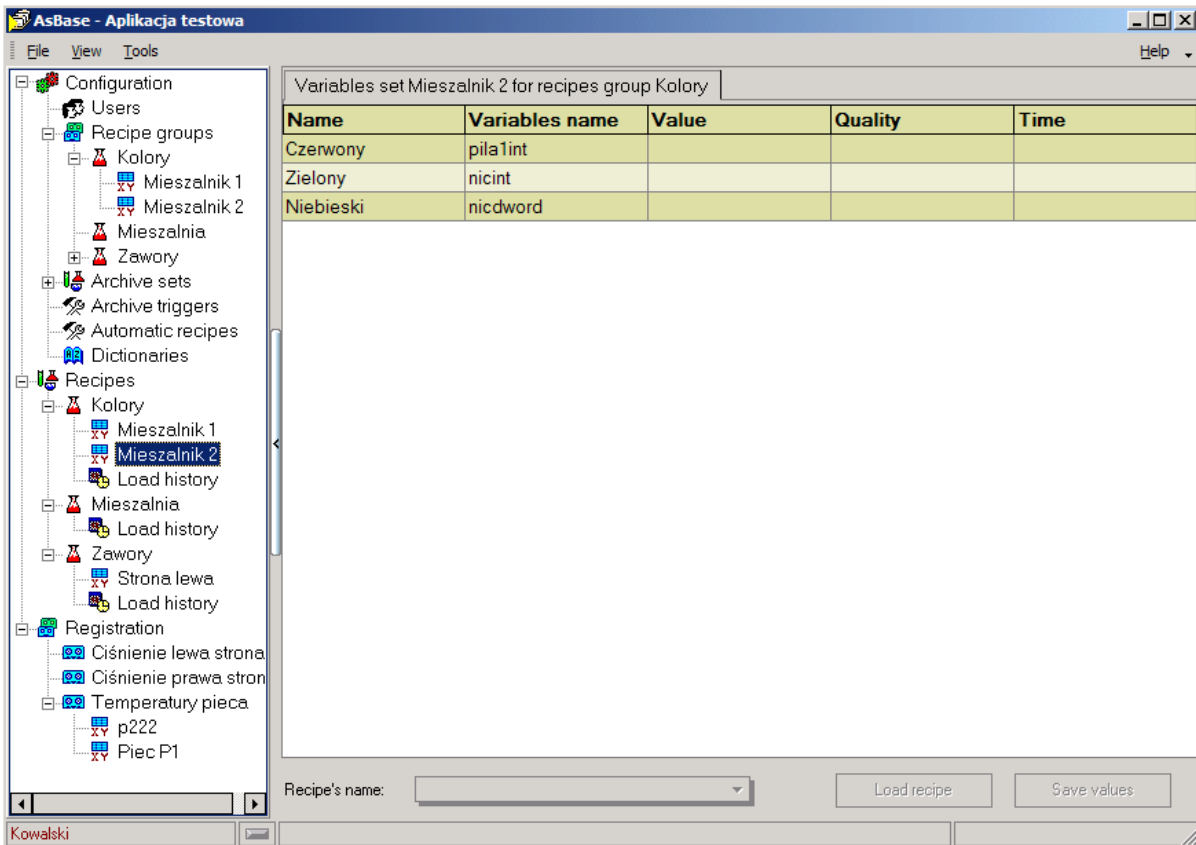 AsBase - Aplikacja testowa
File View Tools Help
Configuration
Users
Recipe groups
Kolory
Mieszalnik 1
Mieszalnik 2
Mieszalnia
Zawory
Archive sets
Archive triggers
Automatic recipes
Dictionaries
Recipes
Kolory
Mieszalnik 1
Mieszalnik 2
Load history
Mieszalnia
Load history
Zawory
Strona lewa
Load history
Registration
Ciśnienie lewa strona
Ciśnienie prawa stron
Temperatury pieca
p222
Piec P1
Variables set Mieszalnik 2 for recipes group Kolory
Name Variables name Value Quality Time
Czerwony pila1int
Zielony nicint
Niebieski nicdword
Recipe's name: Load recipe Save values
Kowalski